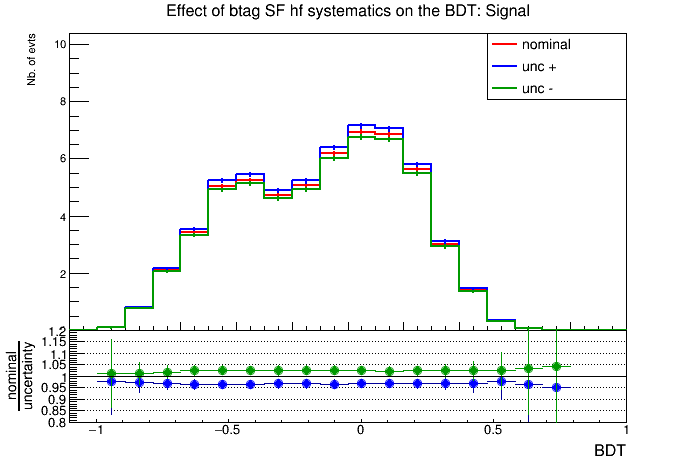 Effect of btag SF hf systematics on the BDT: Signal
Nb. of evts
10
8
6
4
2
nominal
unc +
unc -
nominal
uncertainty
1.2
1.15
1.1
1.05
1
0.95
0.9
0.85
0.8
−1
−0.5
0
0.5
1
BDT